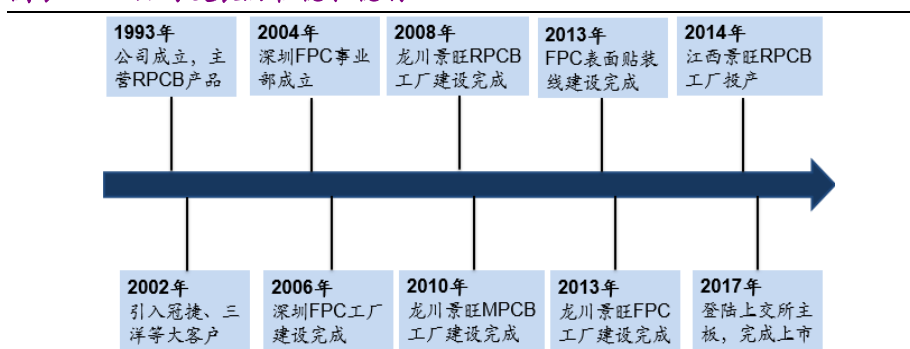 1993年
公司成立，主
营RPCB产品
2004年
深圳FPC事业
部成立
2008年
龙川景旺RPCB
工厂建设完成
2013年
FPC表面贴装
线建设完成
2014年
江西景旺RPCB
工厂投产
2002年
引入冠捷、三
洋等大客户
2006年
深圳FPC工厂
建设完成
2010年
龙川景旺MPCB
工厂建设完成
2013年
龙川景旺FPC
工厂建设完成
2017年
登陆上交所主
板，完成上市